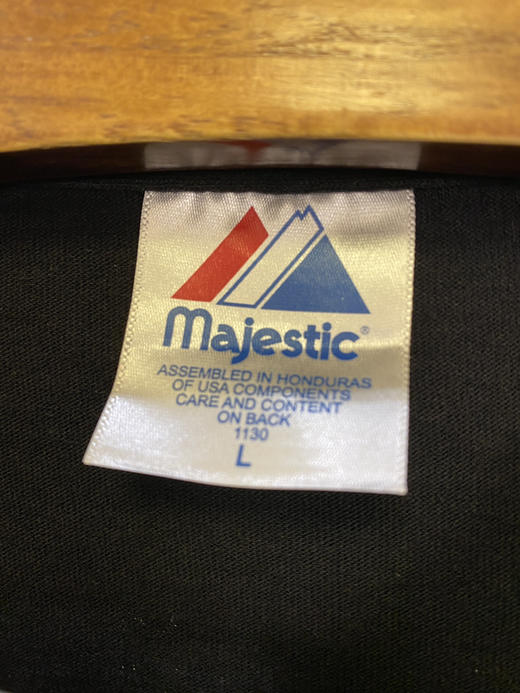 majestic®
ASSEMBLED IN HONDURAS
OF USA COMPONENTS
CARE AND CONTENT
ON BACK
1130
L